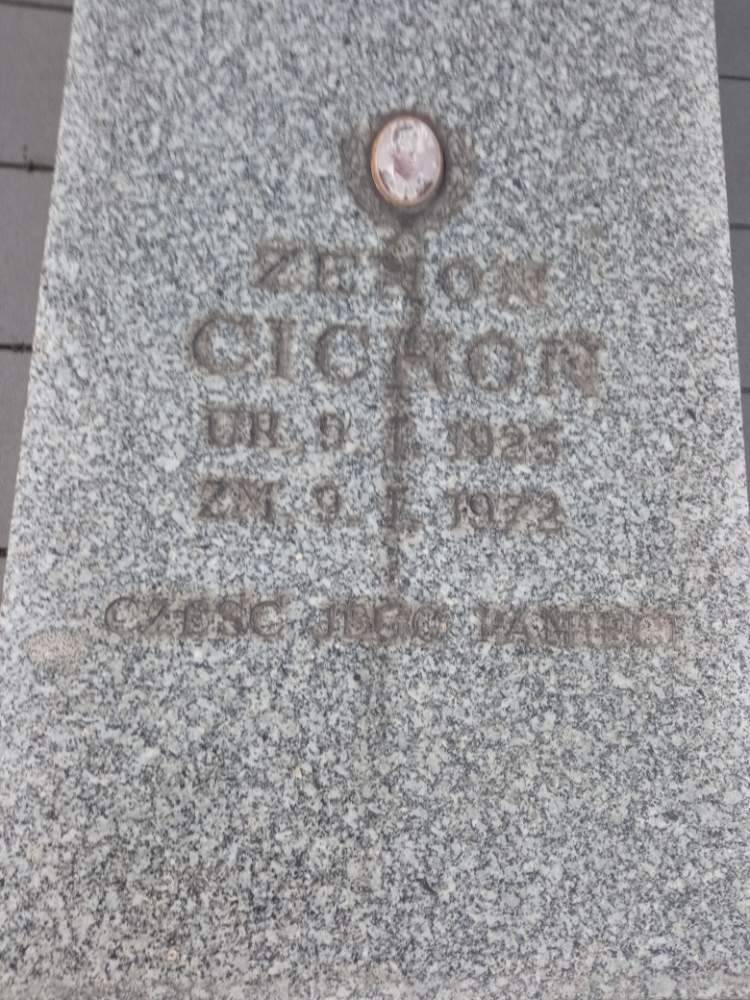 ZENON
CICHOŃ
UR. 9. I. 1925
ZM. 9. I. 1972
CZEŚĆ JEGO PAMIĘCI